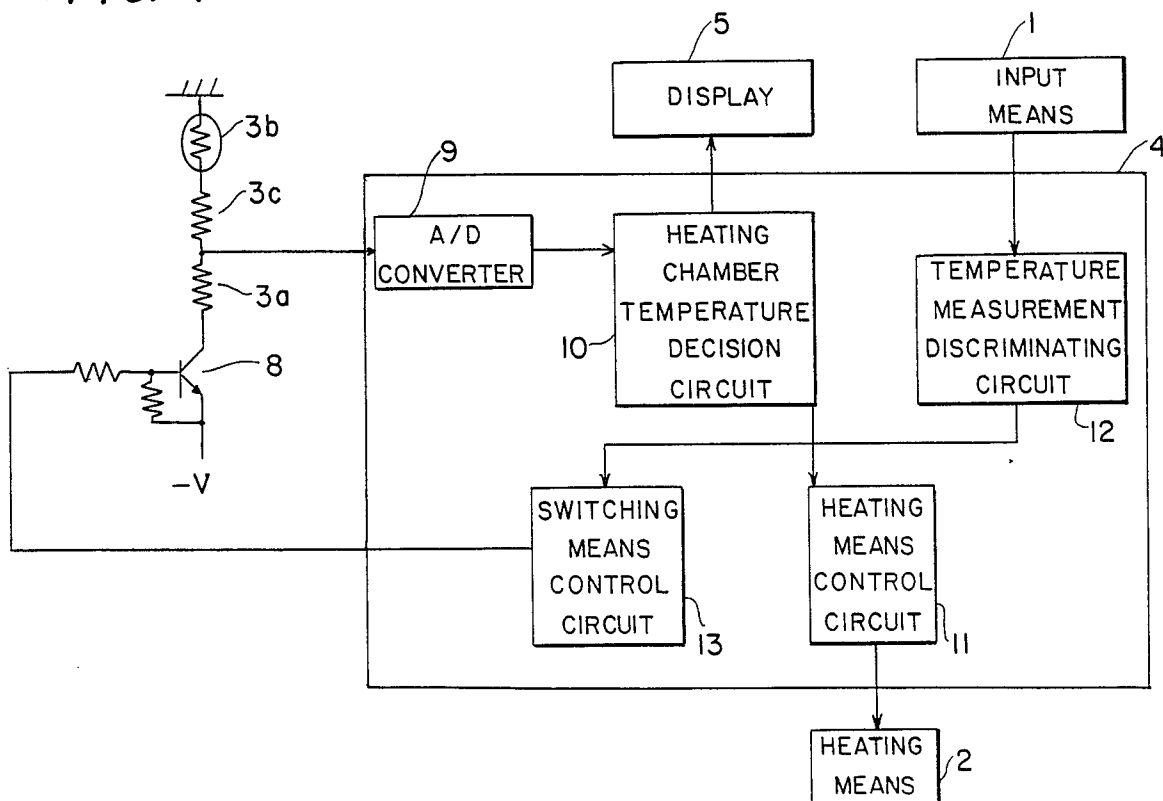 5
DISPLAY
1
INPUT
MEANS
3b
3c
3a
8
-V
9
A/D
CONVERTER
4
HEATING
CHAMBER
TEMPERATURE
DECISION
CIRCUIT
10
TEMPERATURE
MEASUREMENT
DISCRIMINATING
CIRCUIT
12
SWITCHING
MEANS
CONTROL
CIRCUIT
13
HEATING
MEANS
CONTROL
CIRCUIT
11
HEATING
MEANS
2